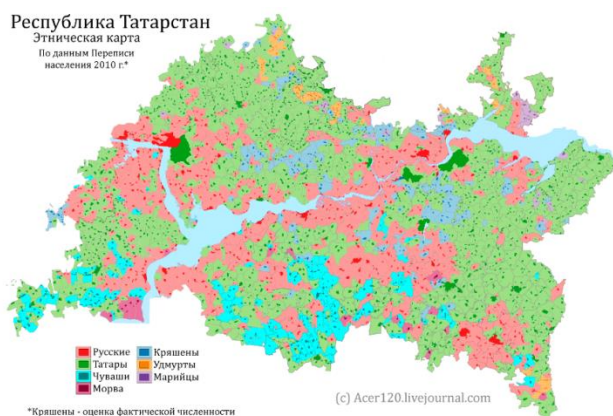 Республика Татарстан
Этническая карта
По данным Переписи
населения 2010 г.*
Русские
Татары
Чуваши
Морва
Кряшены
Удмурты
Марийцы
(c) Acer120.livejournal.com
*Кряшены - оценка фактической численности